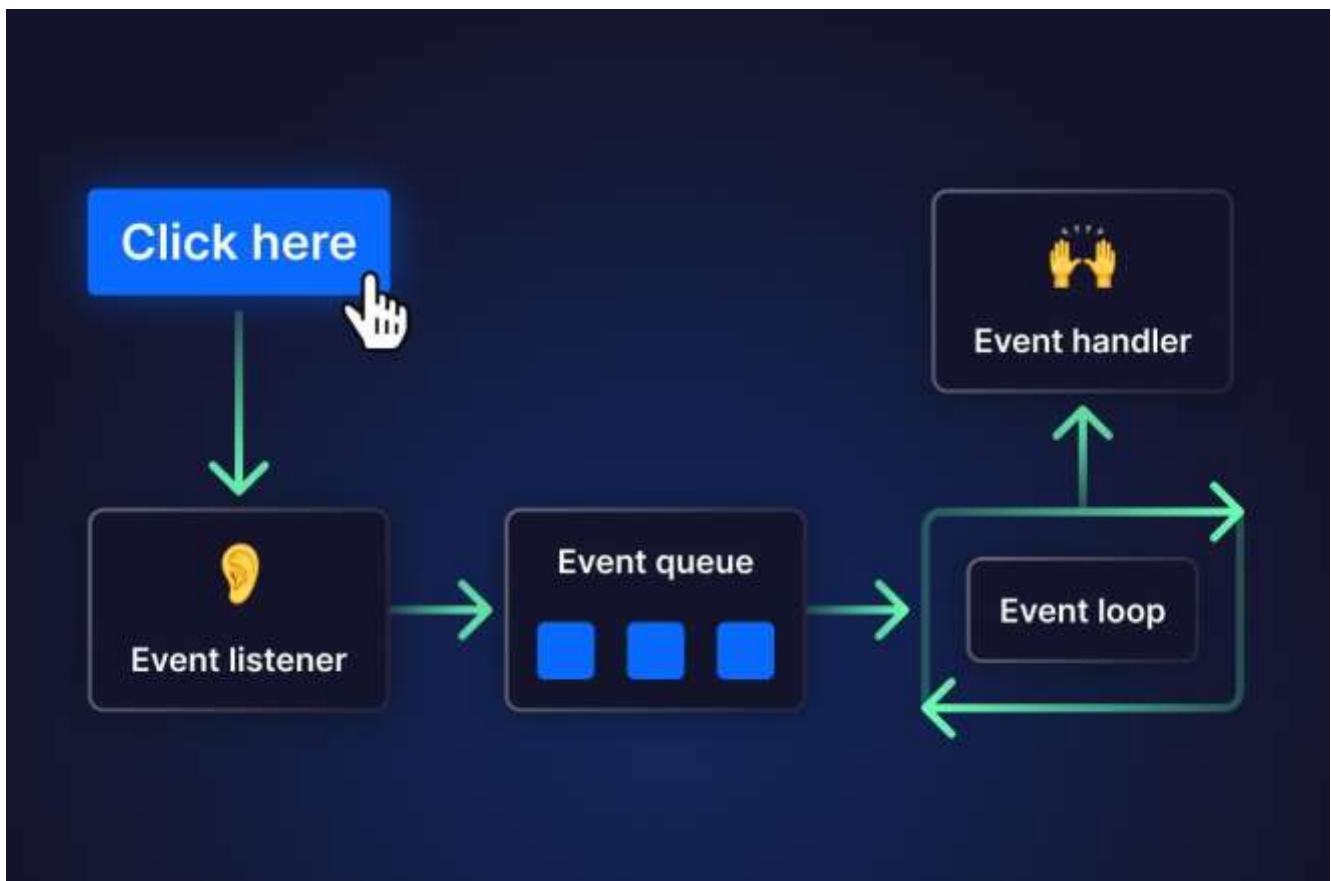 Click here
Event handler
Event listener
Event queue
Event loop